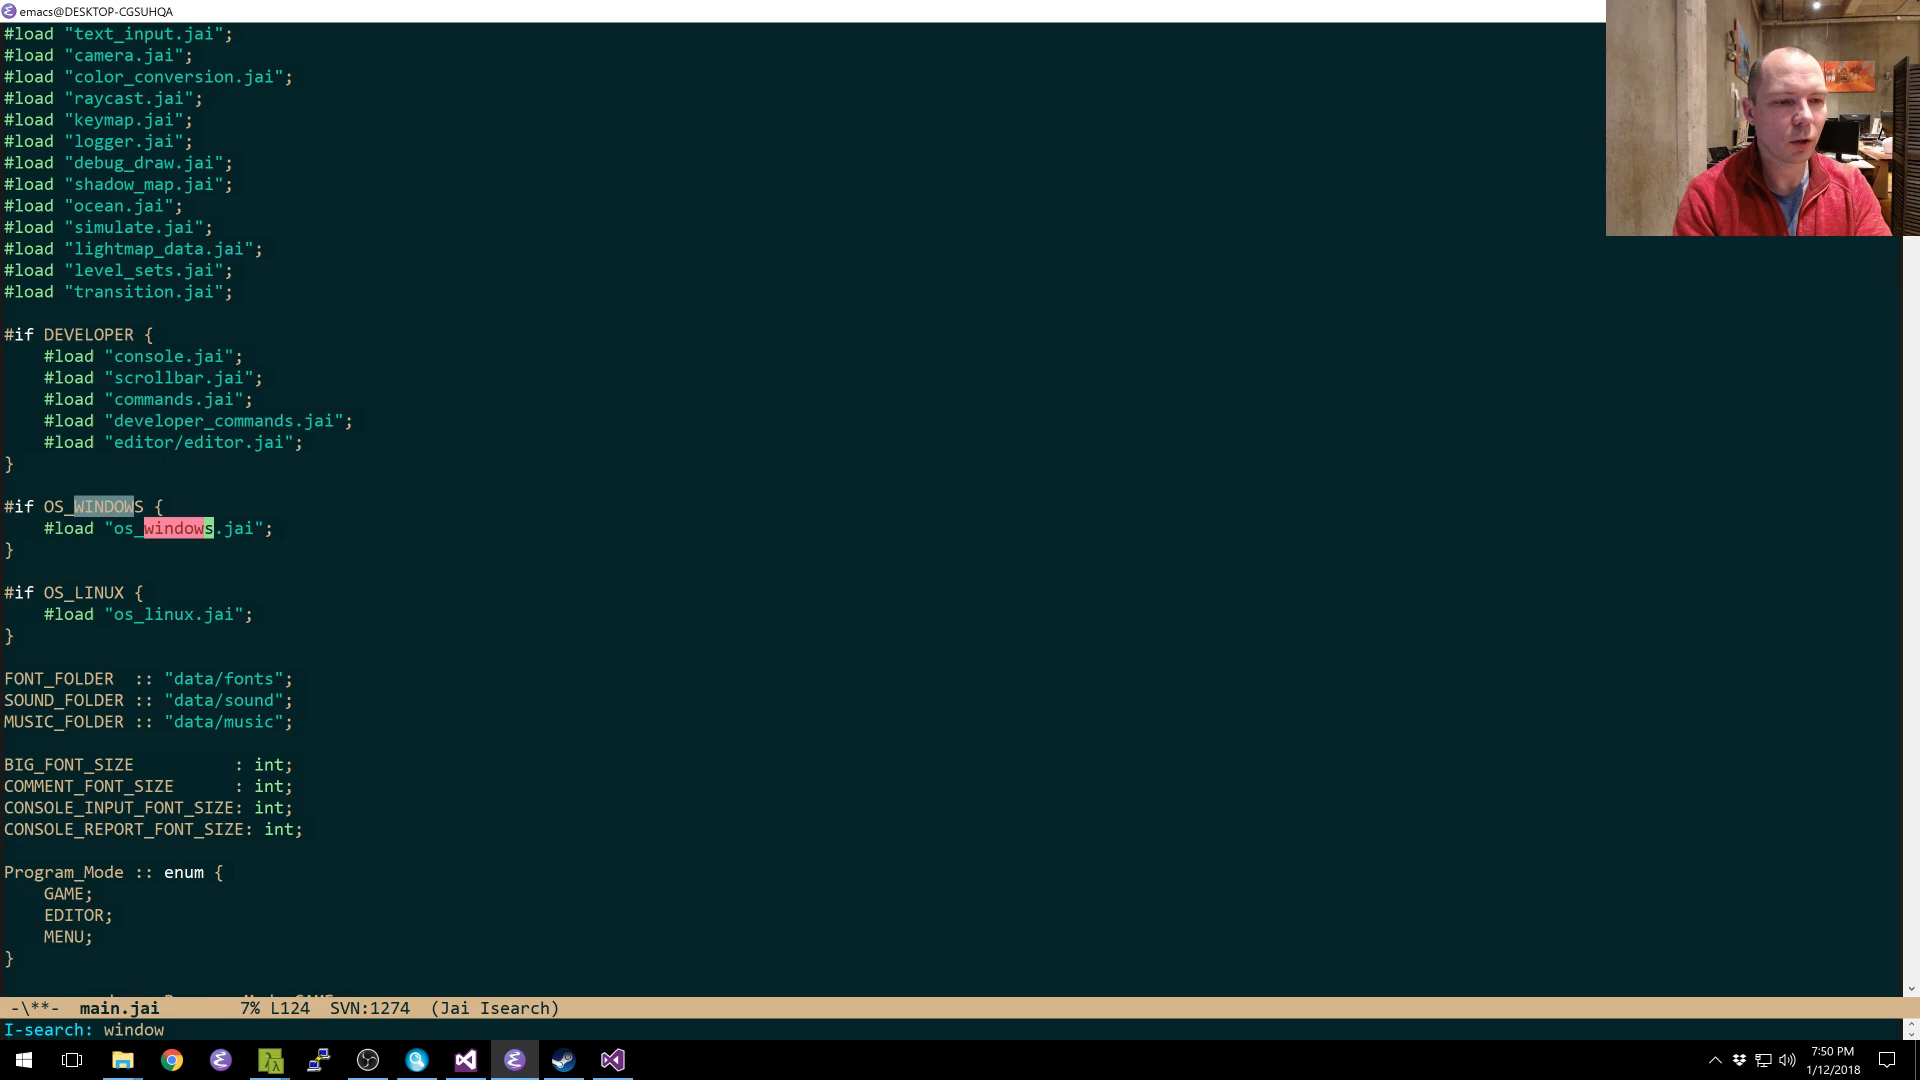 emacs@DESKTOP-CGSUHQA
#load "text_input.jai";
#load "camera.jai";
#load "color_conversion.jai";
#load "raycast.jai";
#load "keymap.jai";
#load "logger.jai";
#load "debug_draw.jai";
#load "shadow_map.jai";
#load "ocean.jai";
#load "simulate.jai";
#load "lightmap_data.jai";
#load "level_sets.jai";
#load "transition.jai";
#if DEVELOPER {
#load "console.jai";
#load "scrollbar.jai";
#load "commands.jai";
#load "developer_commands.jai";
#load "editor/editor.jai";
}
#if OS_WINDOWS {
#load "os_windows.jai";
}
#if OS_LINUX {
#load "os_linux.jai";
}
FONT_FOLDER  :: "data/fonts";
SOUND_FOLDER :: "data/sound";
MUSIC_FOLDER :: "data/music";
BIG_FONT_SIZE          : int;
COMMENT_FONT_SIZE      : int;
CONSOLE_INPUT_FONT_SIZE: int;
CONSOLE_REPORT_FONT_SIZE: int;
Program_Mode :: enum {
GAME;
EDITOR;
MENU;
}
-\**-  main.jai        7% L124  SVN:1274  (Jai Isearch)
I-search: window
7:50 PM
1/12/2018